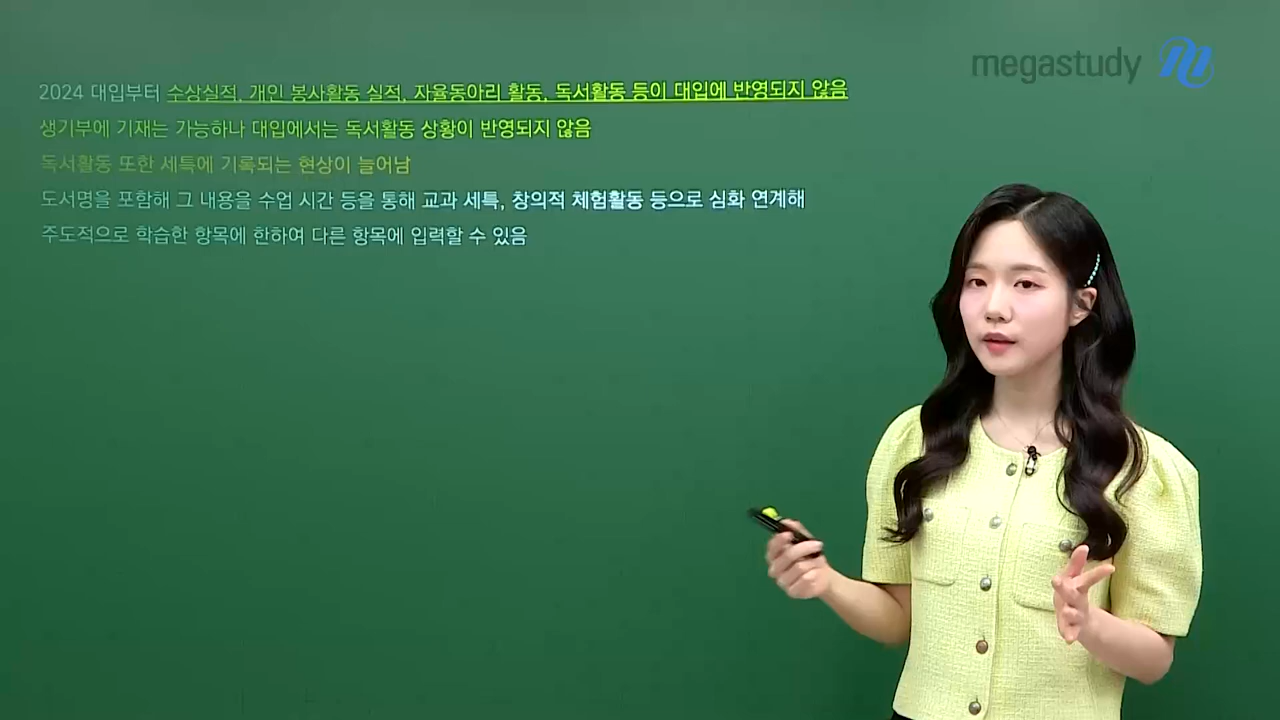 megastudy
2024 대입부터 수상실적, 개인 봉사활동 실적, 자율동아리 활동, 독서활동 등이 대입에 반영되지 않음
생기부에 기재는 가능하나 대입에서는 독서활동 상황이 반영되지 않음
독서활동 또한 세특에 기록되는 현상이 늘어남
도서명을 포함해 그 내용을 수업 시간 등을 통해 교과 세특, 창의적 체험활동 등으로 심화 연계해
주도적으로 학습한 항목에 한하여 다른 항목에 입력할 수 있음